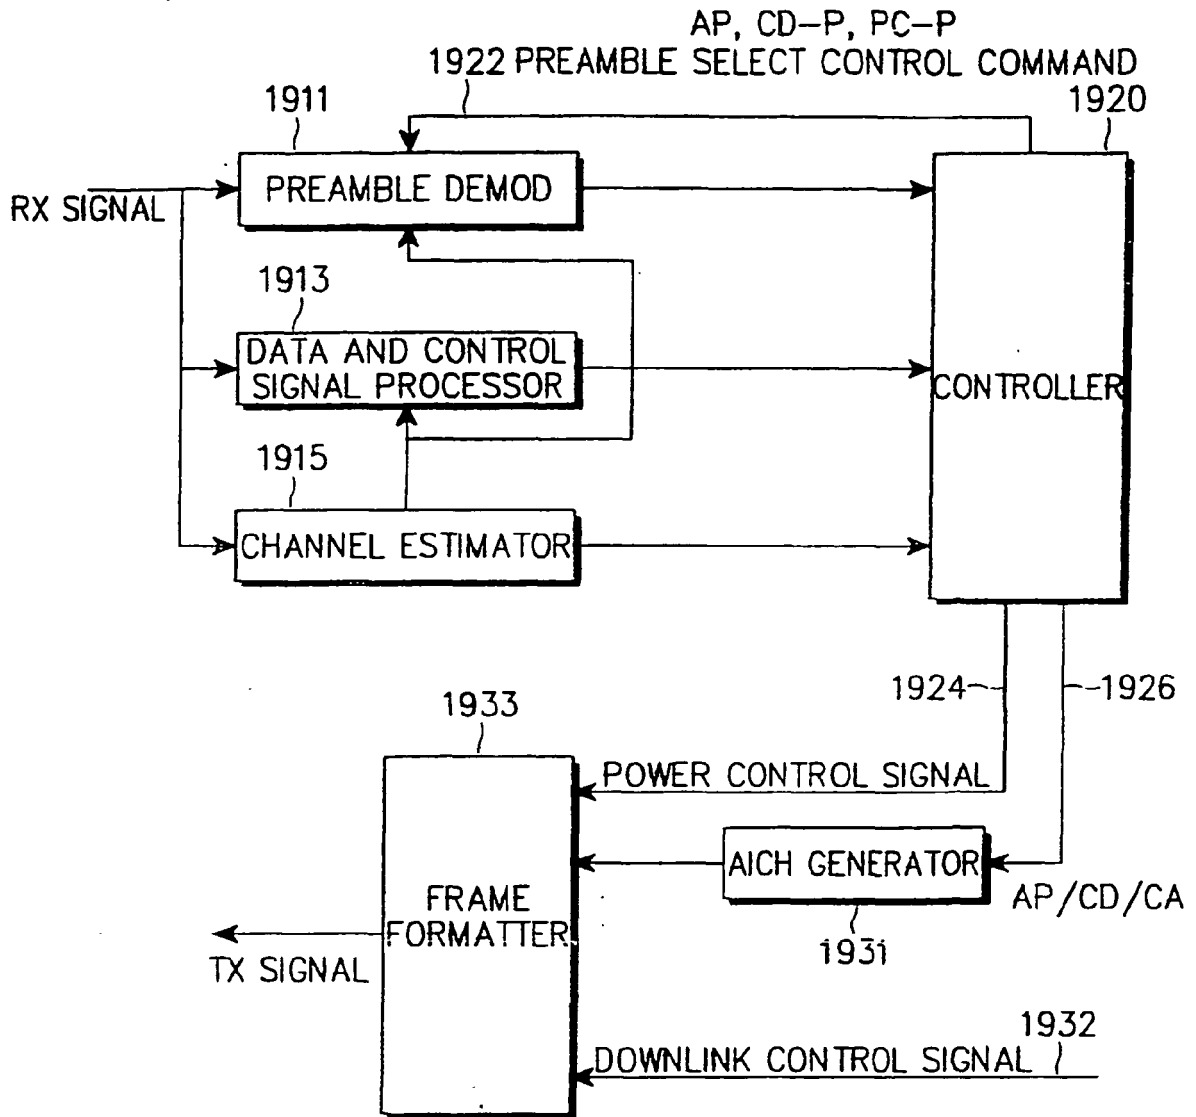 AP, CD-P, PC-P
1922 PREAMBLE SELECT CONTROL COMMAND
1911
1920
PREAMBLE DEMOD
RX SIGNAL
1913
DATA AND CONTROL
SIGNAL PROCESSOR
CONTROLLER
1915
CHANNEL ESTIMATOR
1924
1926
1933
POWER CONTROL SIGNAL
AICH GENERATOR
AP/CD/CA
FRAME
FORMATTER
1931
TX SIGNAL
1932
DOWNLINK CONTROL SIGNAL